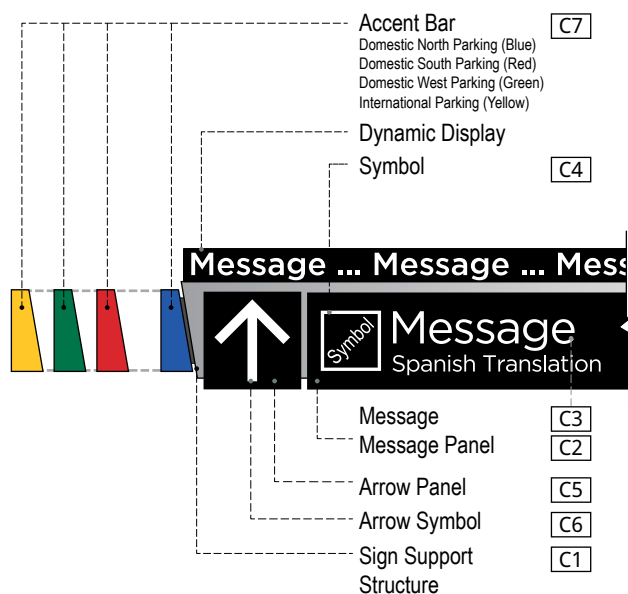 Accent Bar C7
Domestic North Parking (Blue)
Domestic South Parking (Red)
Domestic West Parking (Green)
International Parking (Yellow)
Dynamic Display
Symbol C4
Message ... Message ... Mess
Symbol
Message
Spanish Translation
Message C3
Message Panel C2
Arrow Panel C5
Arrow Symbol C6
Sign Support C1
Structure